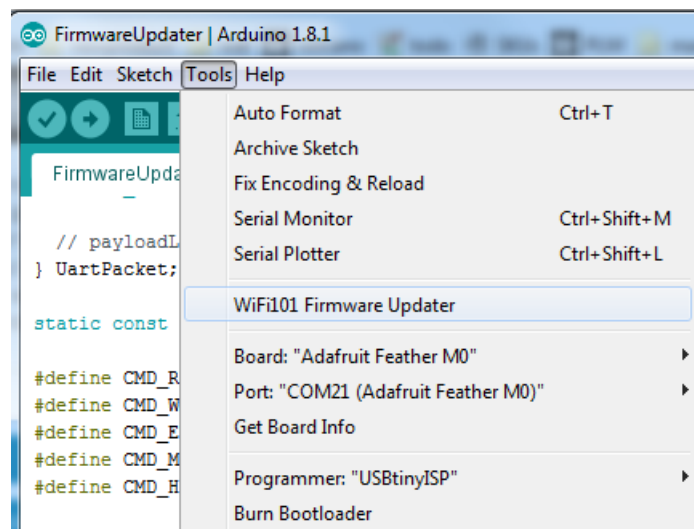 FirmwareUpdater | Arduino 1.8.1
File Edit Sketch Tools Help
Auto Format Ctrl+T
Archive Sketch
FirmwareUpda
Fix Encoding & Reload
Serial Monitor Ctrl+Shift+M
// payloadL
Serial Plotter Ctrl+Shift+L
} UartPacket;
WiFi101 Firmware Updater
static const
Board: "Adafruit Feather M0"
#define CMD_R
Port: "COM21 (Adafruit Feather M0)"
#define CMD_W
Get Board Info
#define CMD_E
#define CMD_M
Programmer: "USBtinyISP"
#define CMD_H
Burn Bootloader